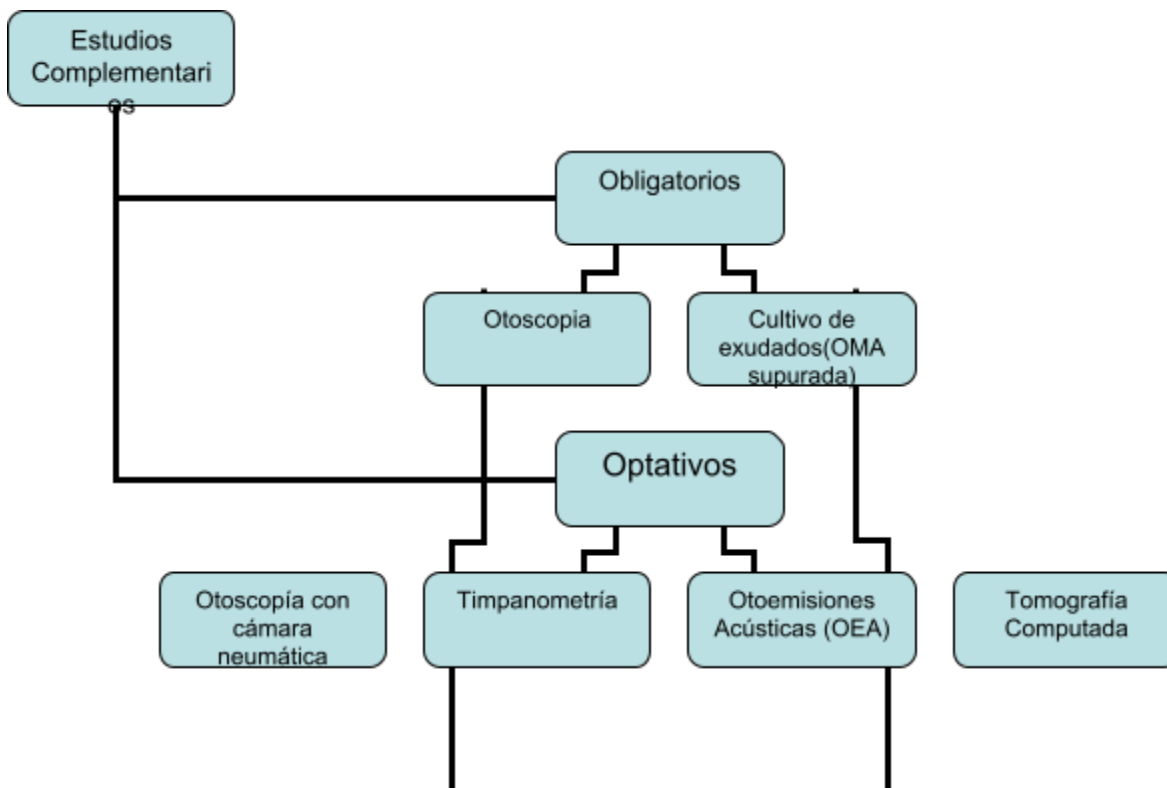 Estudios
Complementari
os
Obligatorios
Otoscopia
Cultivo de
exudados(OMA
supurada)
Optativos
Otoscopía con
cámara
neumática
Timpanometría
Otoemisiones
Acústicas (OEA)
Tomografía
Computada